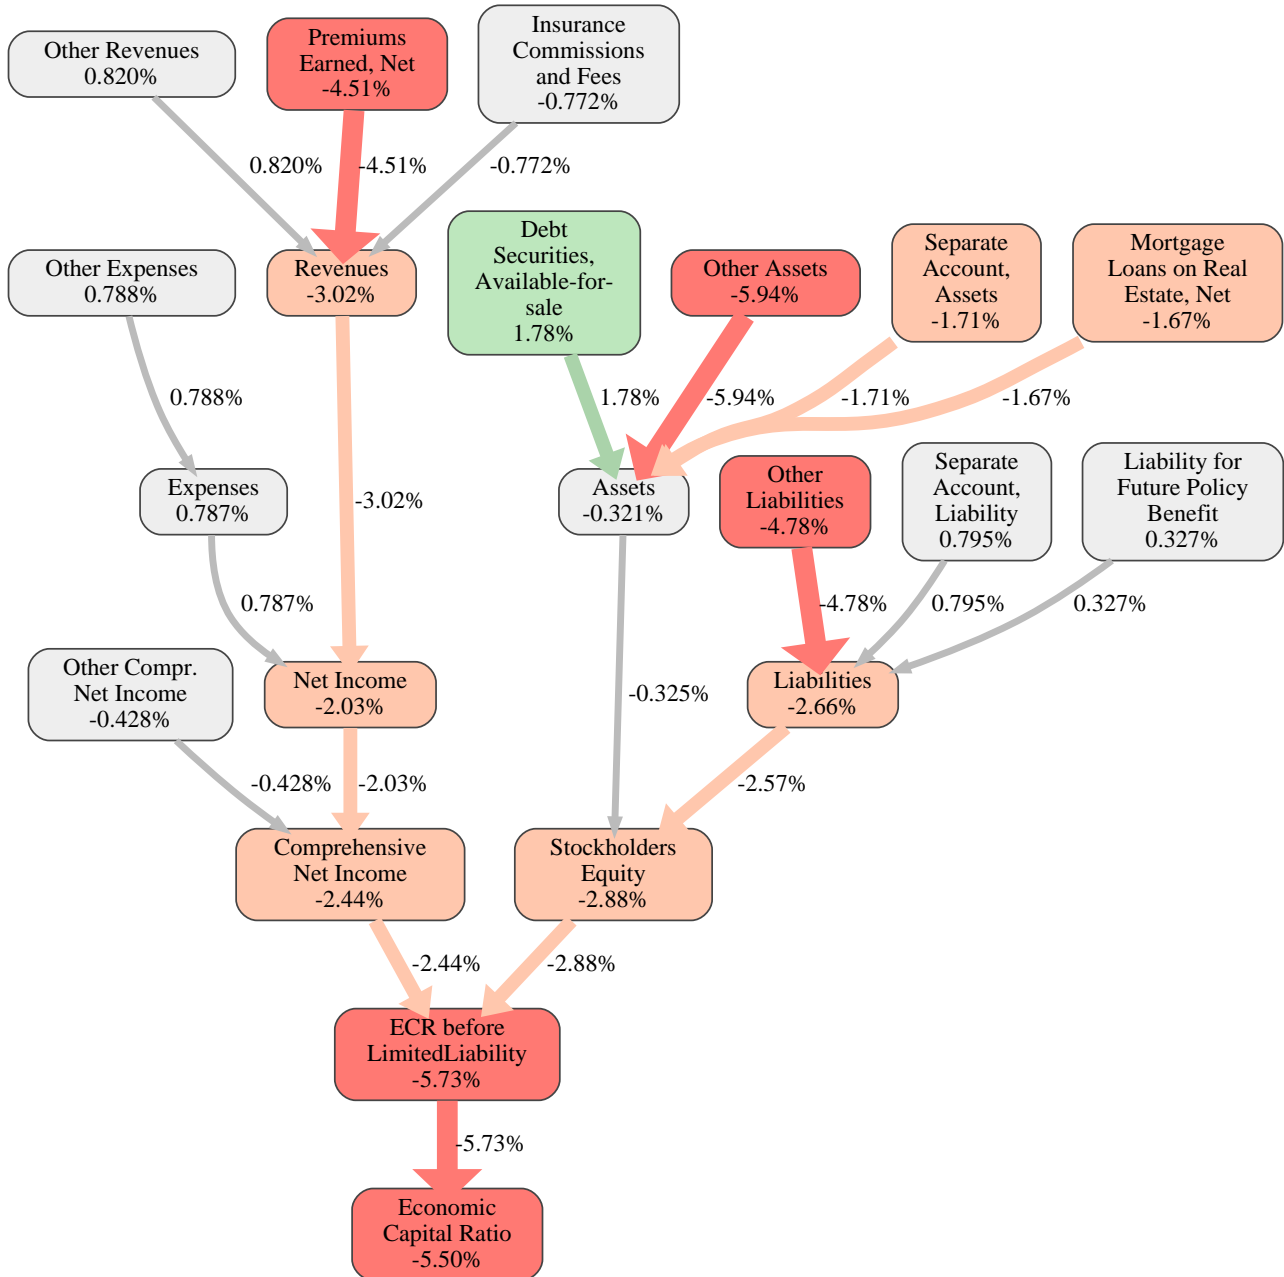 Other Revenues
0.820%
Premiums
Earned, Net
-4.51%
Insurance
Commissions
and Fees
-0.772%
0.820%
-4.51%
-0.772%
Other Expenses
0.788%
Revenues
-3.02%
Debt
Securities,
Available-for-
sale
1.78%
Other Assets
-5.94%
Separate
Account,
Assets
-1.71%
Mortgage
Loans on Real
Estate, Net
-1.67%
0.788%
1.78%
-5.94%
-1.71%
-1.67%
Expenses
0.787%
-3.02%
Assets
-0.321%
Other
Liabilities
-4.78%
Separate
Account,
Liability
0.795%
Liability for
Future Policy
Benefit
0.327%
0.787%
-4.78%
0.795%
0.327%
Other Compr.
Net Income
-0.428%
Net Income
-2.03%
-0.325%
Liabilities
-2.66%
-0.428%
-2.03%
-2.57%
Comprehensive
Net Income
-2.44%
Stockholders
Equity
-2.88%
-2.44%
-2.88%
ECR before
LimitedLiability
-5.73%
-5.73%
Economic
Capital Ratio
-5.50%